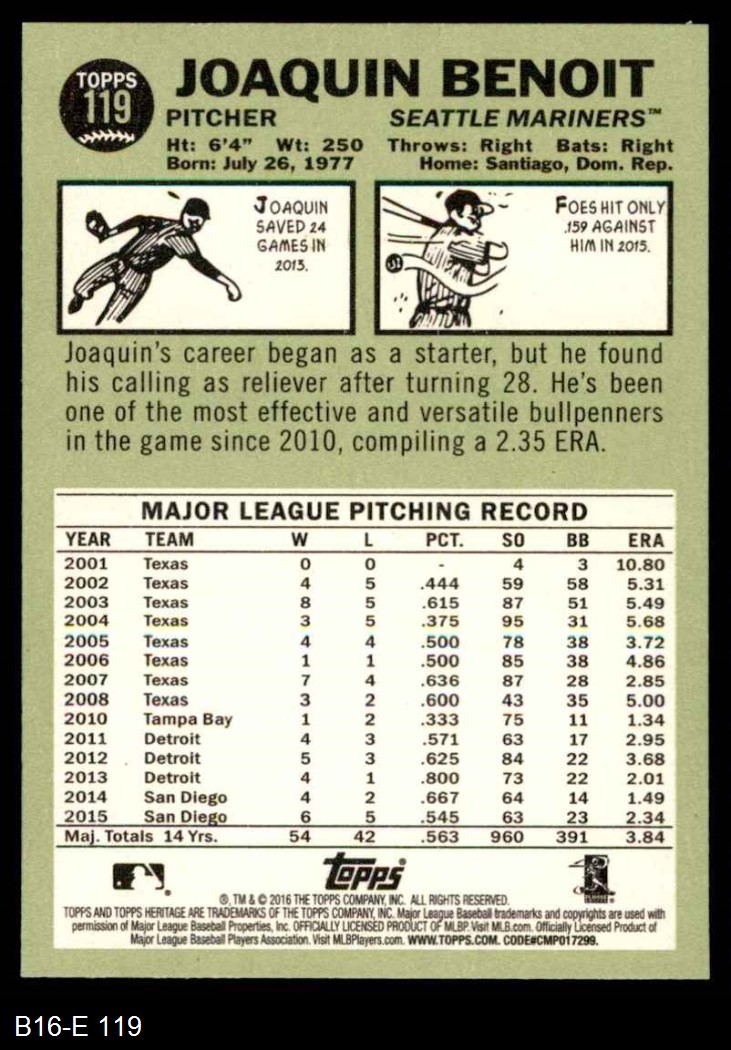 TOPPS
119
JOAQUIN BENOIT
PITCHER SEATTLE MARINERS™
Ht: 6'4" Wt: 250 Throws: Right Bats: Right
Born: July 26, 1977 Home: Santiago, Dom. Rep.
JOAQUIN
SAVED 24
GAMES IN
2013.
FOES HIT ONLY
.159 AGAINST
HIM IN 2015.
Joaquin's career began as a starter, but he found
his calling as reliever after turning 28. He's been
one of the most effective and versatile bullpenners
in the game since 2010, compiling a 2.35 ERA.
MAJOR LEAGUE PITCHING RECORD
YEAR TEAM W L PCT. SO BB ERA
2001 Texas 0 0 - 4 3 10.80
2002 Texas 4 5 .444 59 58 5.31
2003 Texas 8 5 .615 87 51 5.49
2004 Texas 3 5 .375 95 31 5.68
2005 Texas 4 4 .500 78 38 3.72
2006 Texas 1 1 .500 85 38 4.86
2007 Texas 7 4 .636 87 28 2.85
2008 Texas 3 2 .600 43 35 5.00
2010 Tampa Bay 1 2 .333 75 11 1.34
2011 Detroit 4 3 .571 63 17 2.95
2012 Detroit 5 3 .625 84 22 3.68
2013 Detroit 4 1 .800 73 22 2.01
2014 San Diego 4 2 .667 64 14 1.49
2015 San Diego 6 5 .545 63 23 2.34
Maj. Totals 14 Yrs. 54 42 .563 960 391 3.84
topps®
®, TM & © 2016 THE TOPPS COMPANY, INC. ALL RIGHTS RESERVED.
TOPPS AND TOPPS HERITAGE ARE TRADEMARKS OF THE TOPPS COMPANY, INC. Major League Baseball trademarks and copyrights are used with
permission of Major League Baseball Properties, Inc. OFFICIALLY LICENSED PRODUCT OF MLBP. Visit MLB.com. Officially Licensed Product of
Major League Baseball Players Association. Visit MLBPlayers.com. WWW.TOPPS.COM. CODE#CMP017299.
B16-E 119